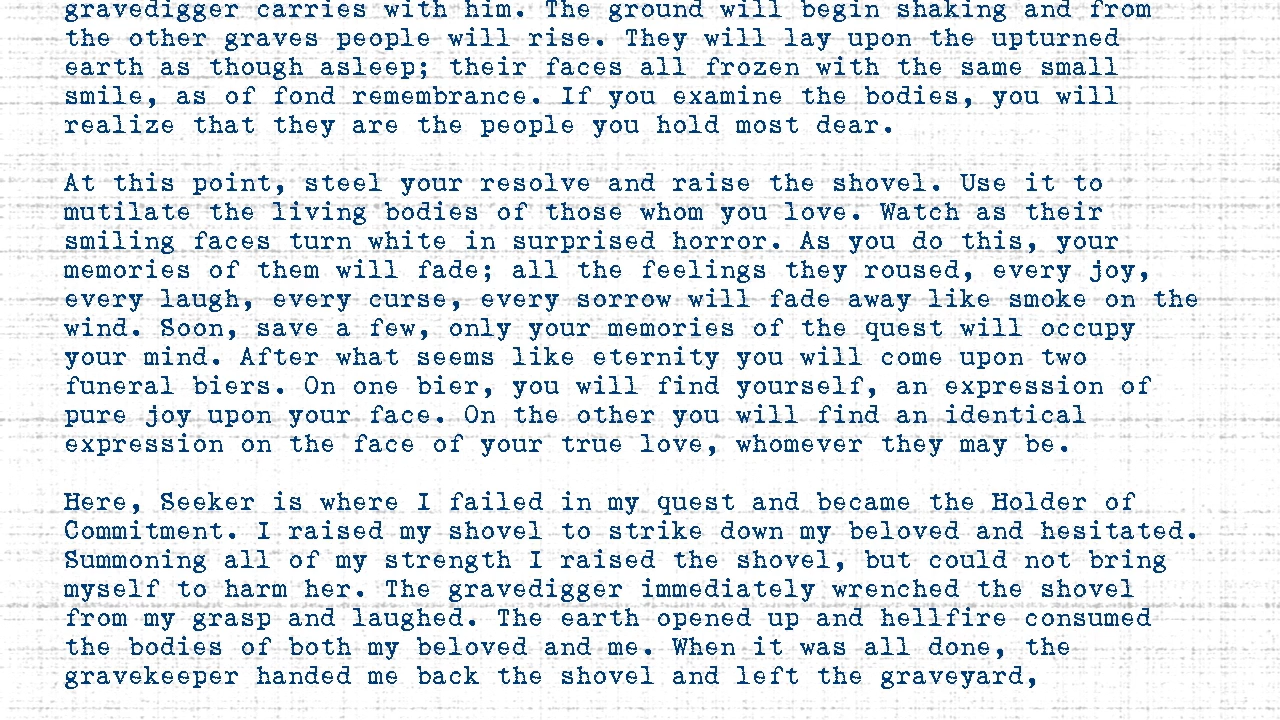 gravedigger carries with him. The ground will begin shaking and from
the other graves people will rise. They will lay upon the upturned
earth as though asleep; their faces all frozen with the same small
smile, as of fond remembrance. If you examine the bodies, you will
realize that they are the people you hold most dear.

At this point, steel your resolve and raise the shovel. Use it to
mutilate the living bodies of those whom you love. Watch as their
smiling faces turn white in surprised horror. As you do this, your
memories of them will fade; all the feelings they roused, every joy,
every laugh, every curse, every sorrow will fade away like smoke on the
wind. Soon, save a few, only your memories of the quest will occupy
your mind. After what seems like eternity you will come upon two
funeral biers. On one bier, you will find yourself, an expression of
pure joy upon your face. On the other you will find an identical
expression on the face of your true love, whomever they may be.

Here, Seeker is where I failed in my quest and became the Holder of
Commitment. I raised my shovel to strike down my beloved and hesitated.
Summoning all of my strength I raised the shovel, but could not bring
myself to harm her. The gravedigger immediately wrenched the shovel
from my grasp and laughed. The earth opened up and hellfire consumed
the bodies of both my beloved and me. When it was all done, the
gravekeeper handed me back the shovel and left the graveyard,